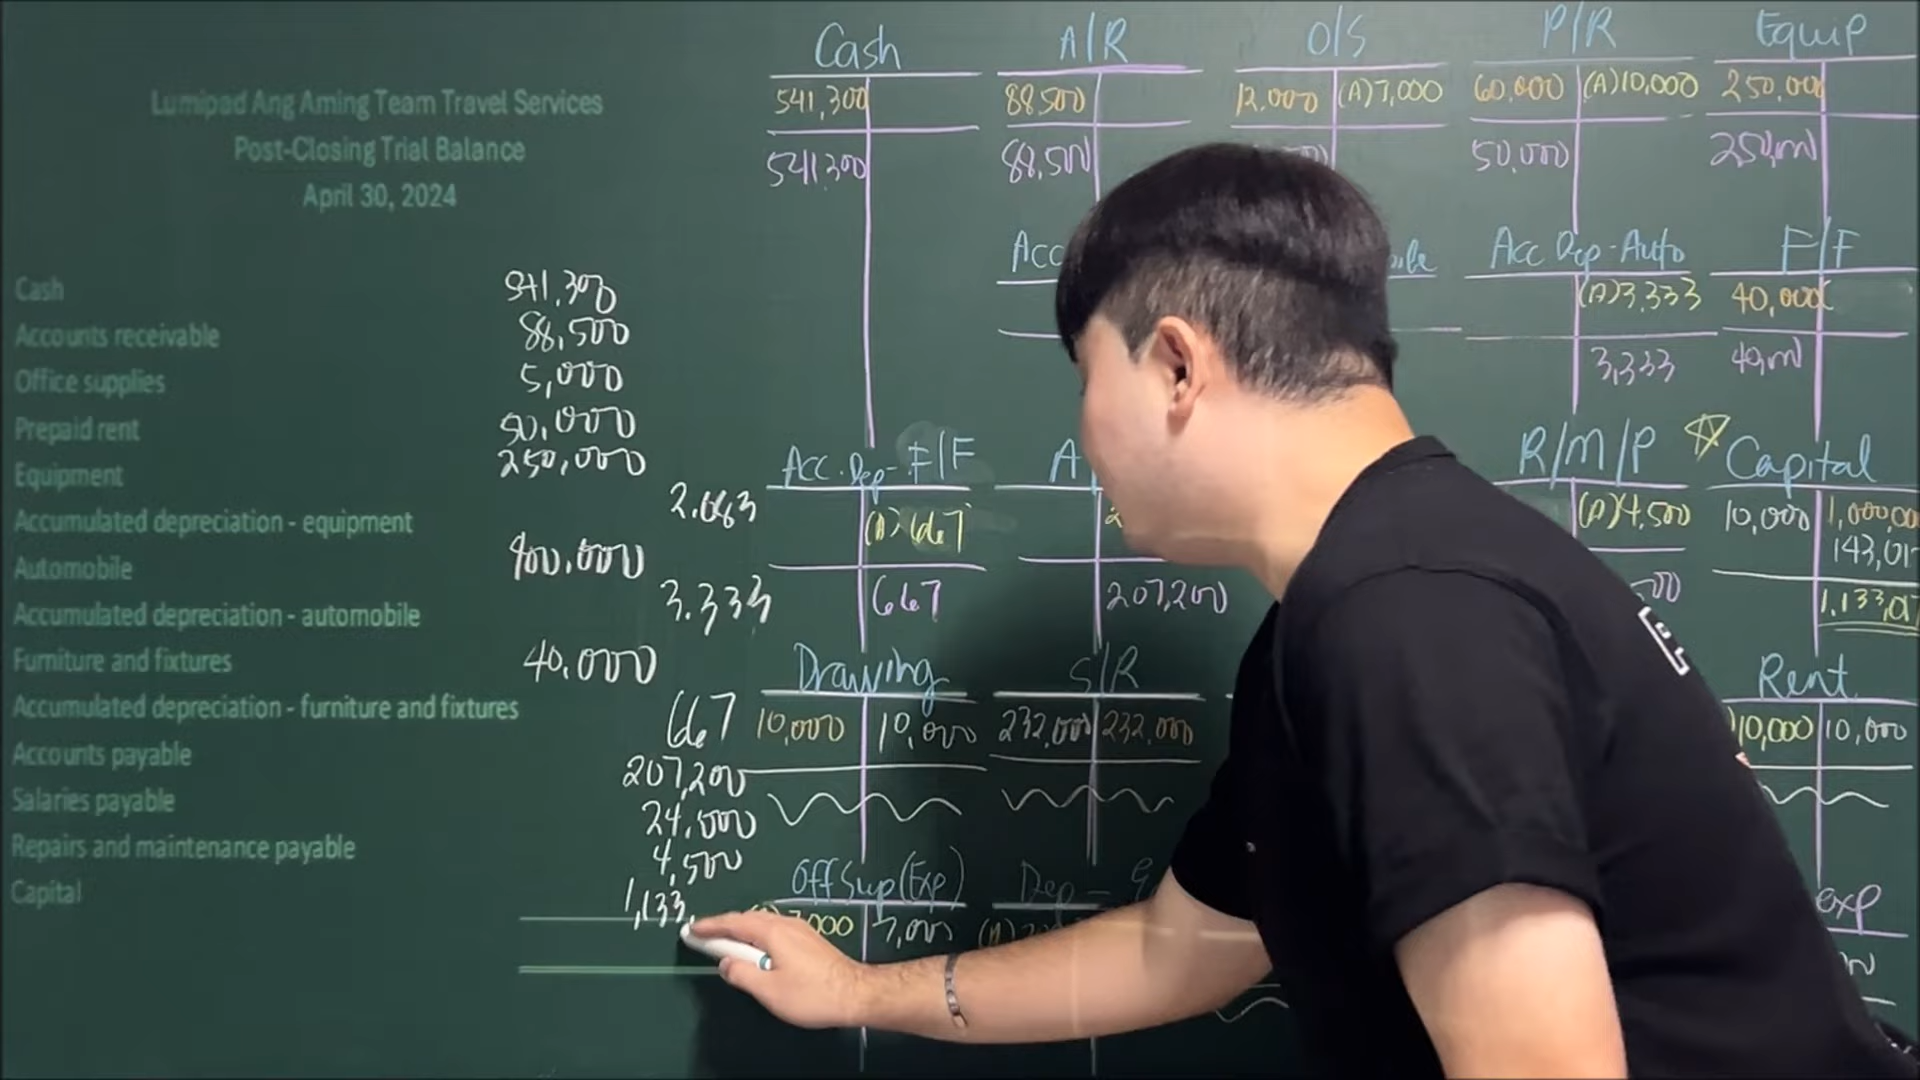 Lumipad Ang Aming Team Travel Services
Post-Closing Trial Balance
April 30, 2024
Cash 541,300
Accounts receivable 88,500
Office supplies 5,000
Prepaid rent 50,000
Equipment 250,000
Accumulated depreciation - equipment 2,083
Automobile 400,000
Accumulated depreciation - automobile 3,333
Furniture and fixtures 40,000
Accumulated depreciation - furniture and fixtures 667
Accounts payable 207,200
Salaries payable 24,000
Repairs and maintenance payable 4,500
Capital 1,133,
Cash A/R O/S P/R Equip
541,300 88,500 12,000 (A)7,000 60,000 (A)10,000 250,000
541,300 88,500 50,000 250,000
Acc Dep-Auto F/F
(A)3,333 40,000
3,333 40,000
Acc. Dep- F/F R/M/P Capital
(A)667 (A)4,500 10,000 1,000,00
143,01
667 207,200 1,133,017
Drawing S/R Rent
10,000 10,000 232,000 232,000 10,000 10,000
Off Sup (Exp) Dep - exp
7,000